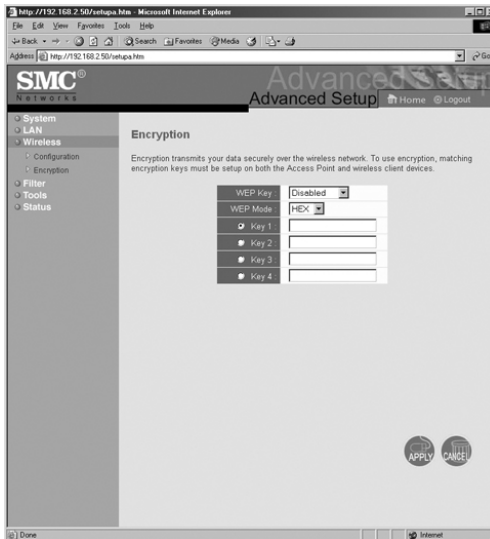 http://192.168.2.50/setupa.htm - Microsoft Internet Explorer
File Edit View Favorites Tools Help
Back Search Favorites Media
Address http://192.168.2.50/setupa.htm Go
SMC®
Networks
Advanced Setup
Advanced Setup Home Logout
System
LAN
Wireless
Configuration
Encryption
Filter
Tools
Status
Encryption
Encryption transmits your data securely over the wireless network. To use encryption, matching
encryption keys must be setup on both the Access Point and wireless client devices.
WEP Key : Disabled
WEP Mode : HEX
Key 1 :
Key 2 :
Key 3 :
Key 4 :
APPLY CANCEL
Done Internet